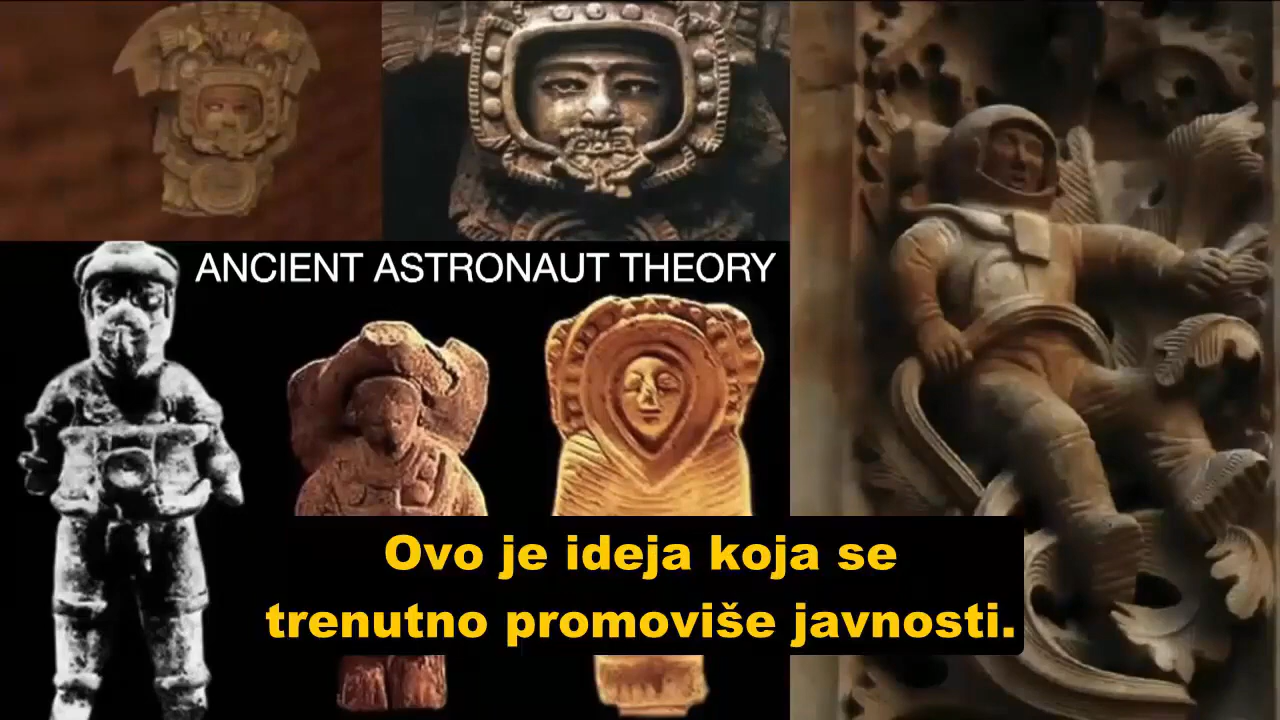 ANCIENT ASTRONAUT THEORY
Ovo je ideja koja se
trenutno promoviše javnosti.